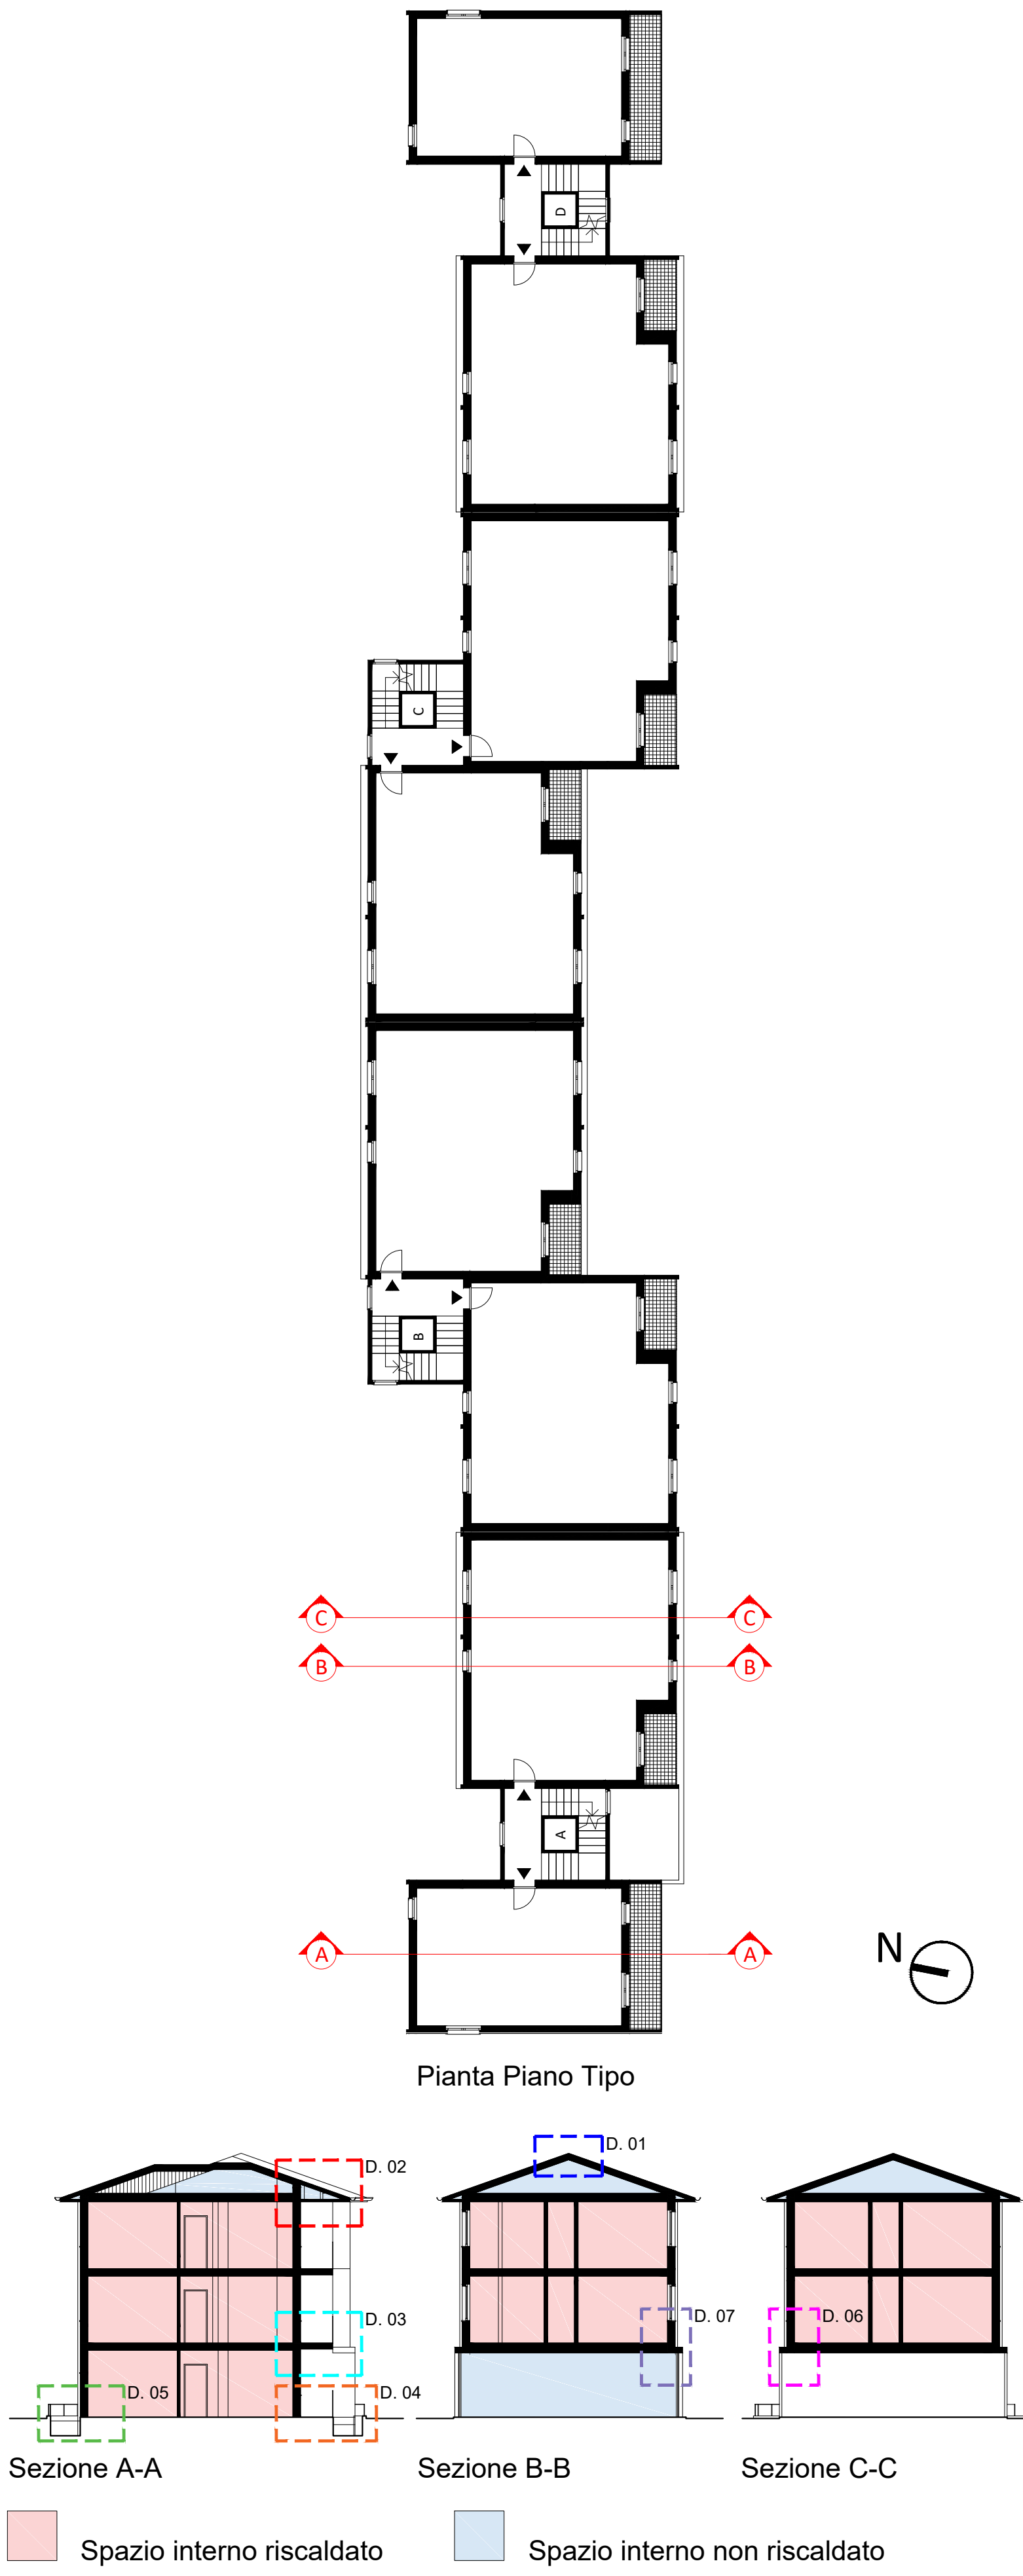 D
C
B
C C
B B
A
A A
N
Pianta Piano Tipo
D. 01
D. 02
D. 03
D. 07
D. 06
D. 05
D. 04
Sezione A-A
Sezione B-B
Sezione C-C
Spazio interno riscaldato
Spazio interno non riscaldato